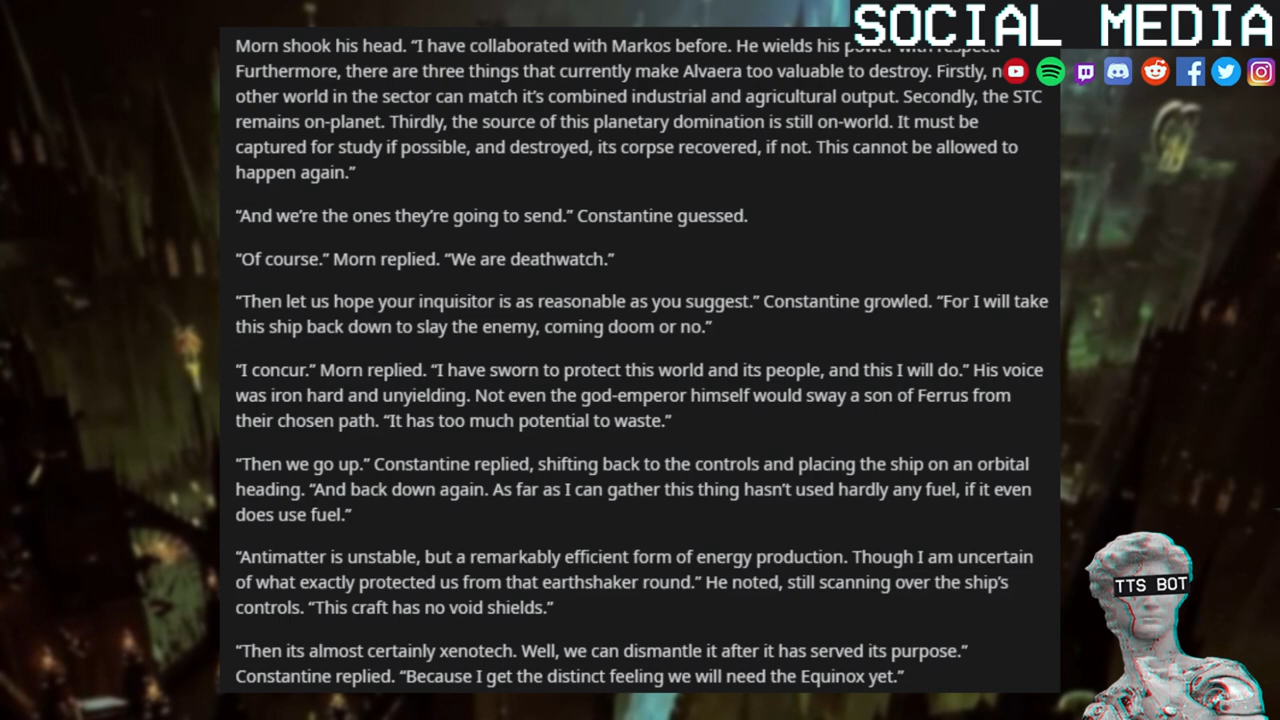 SOCIAL MEDIA
Morn shook his head. “I have collaborated with Markos before. He wields his power with respect.
Furthermore, there are three things that currently make Alvaera too valuable to destroy. Firstly,
other world in the sector can match it’s combined industrial and agricultural output. Secondly, the STC
remains on-planet. Thirdly, the source of this planetary domination is still on-world. It must be
captured for study if possible, and destroyed, its corpse recovered, if not. This cannot be allowed to
happen again.”
“And we’re the ones they’re going to send.” Constantine guessed.
“Of course.” Morn replied. “We are deathwatch.”
“Then let us hope your inquisitor is as reasonable as you suggest.” Constantine growled. “For I will take
this ship back down to slay the enemy, coming doom or no.”
“I concur.” Morn replied. “I have sworn to protect this world and its people, and this I will do.” His voice
was iron hard and unyielding. Not even the god-emperor himself would sway a son of Ferrus from
their chosen path. “It has too much potential to waste.”
“Then we go up.” Constantine replied, shifting back to the controls and placing the ship on an orbital
heading. “And back down again. As far as I can gather this thing hasn’t used hardly any fuel, if it even
does use fuel.”
“Antimatter is unstable, but a remarkably efficient form of energy production. Though I am uncertain
of what exactly protected us from that earthshaker round.” He noted, still scanning over the ship’s
controls. “This craft has no void shields.”
“Then its almost certainly xenotech. Well, we can dismantle it after it has served its purpose.”
Constantine replied. “Because I get the distinct feeling we will need the Equinox yet.”
TTS BOT